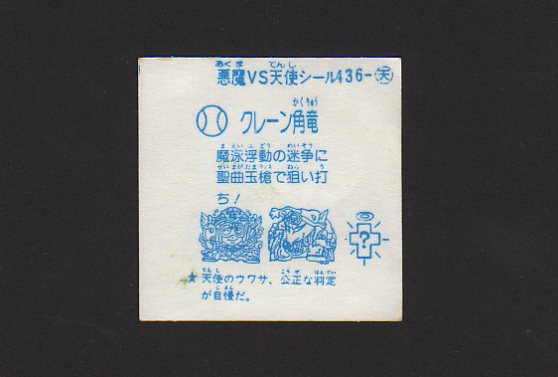 悪魔VS天使シール436-天
クレーン角竜
魔泳浮動の迷争に
聖曲玉槍で狙い打
ち!
?
★天使のウワサ、公正な判定
が自慢だ。